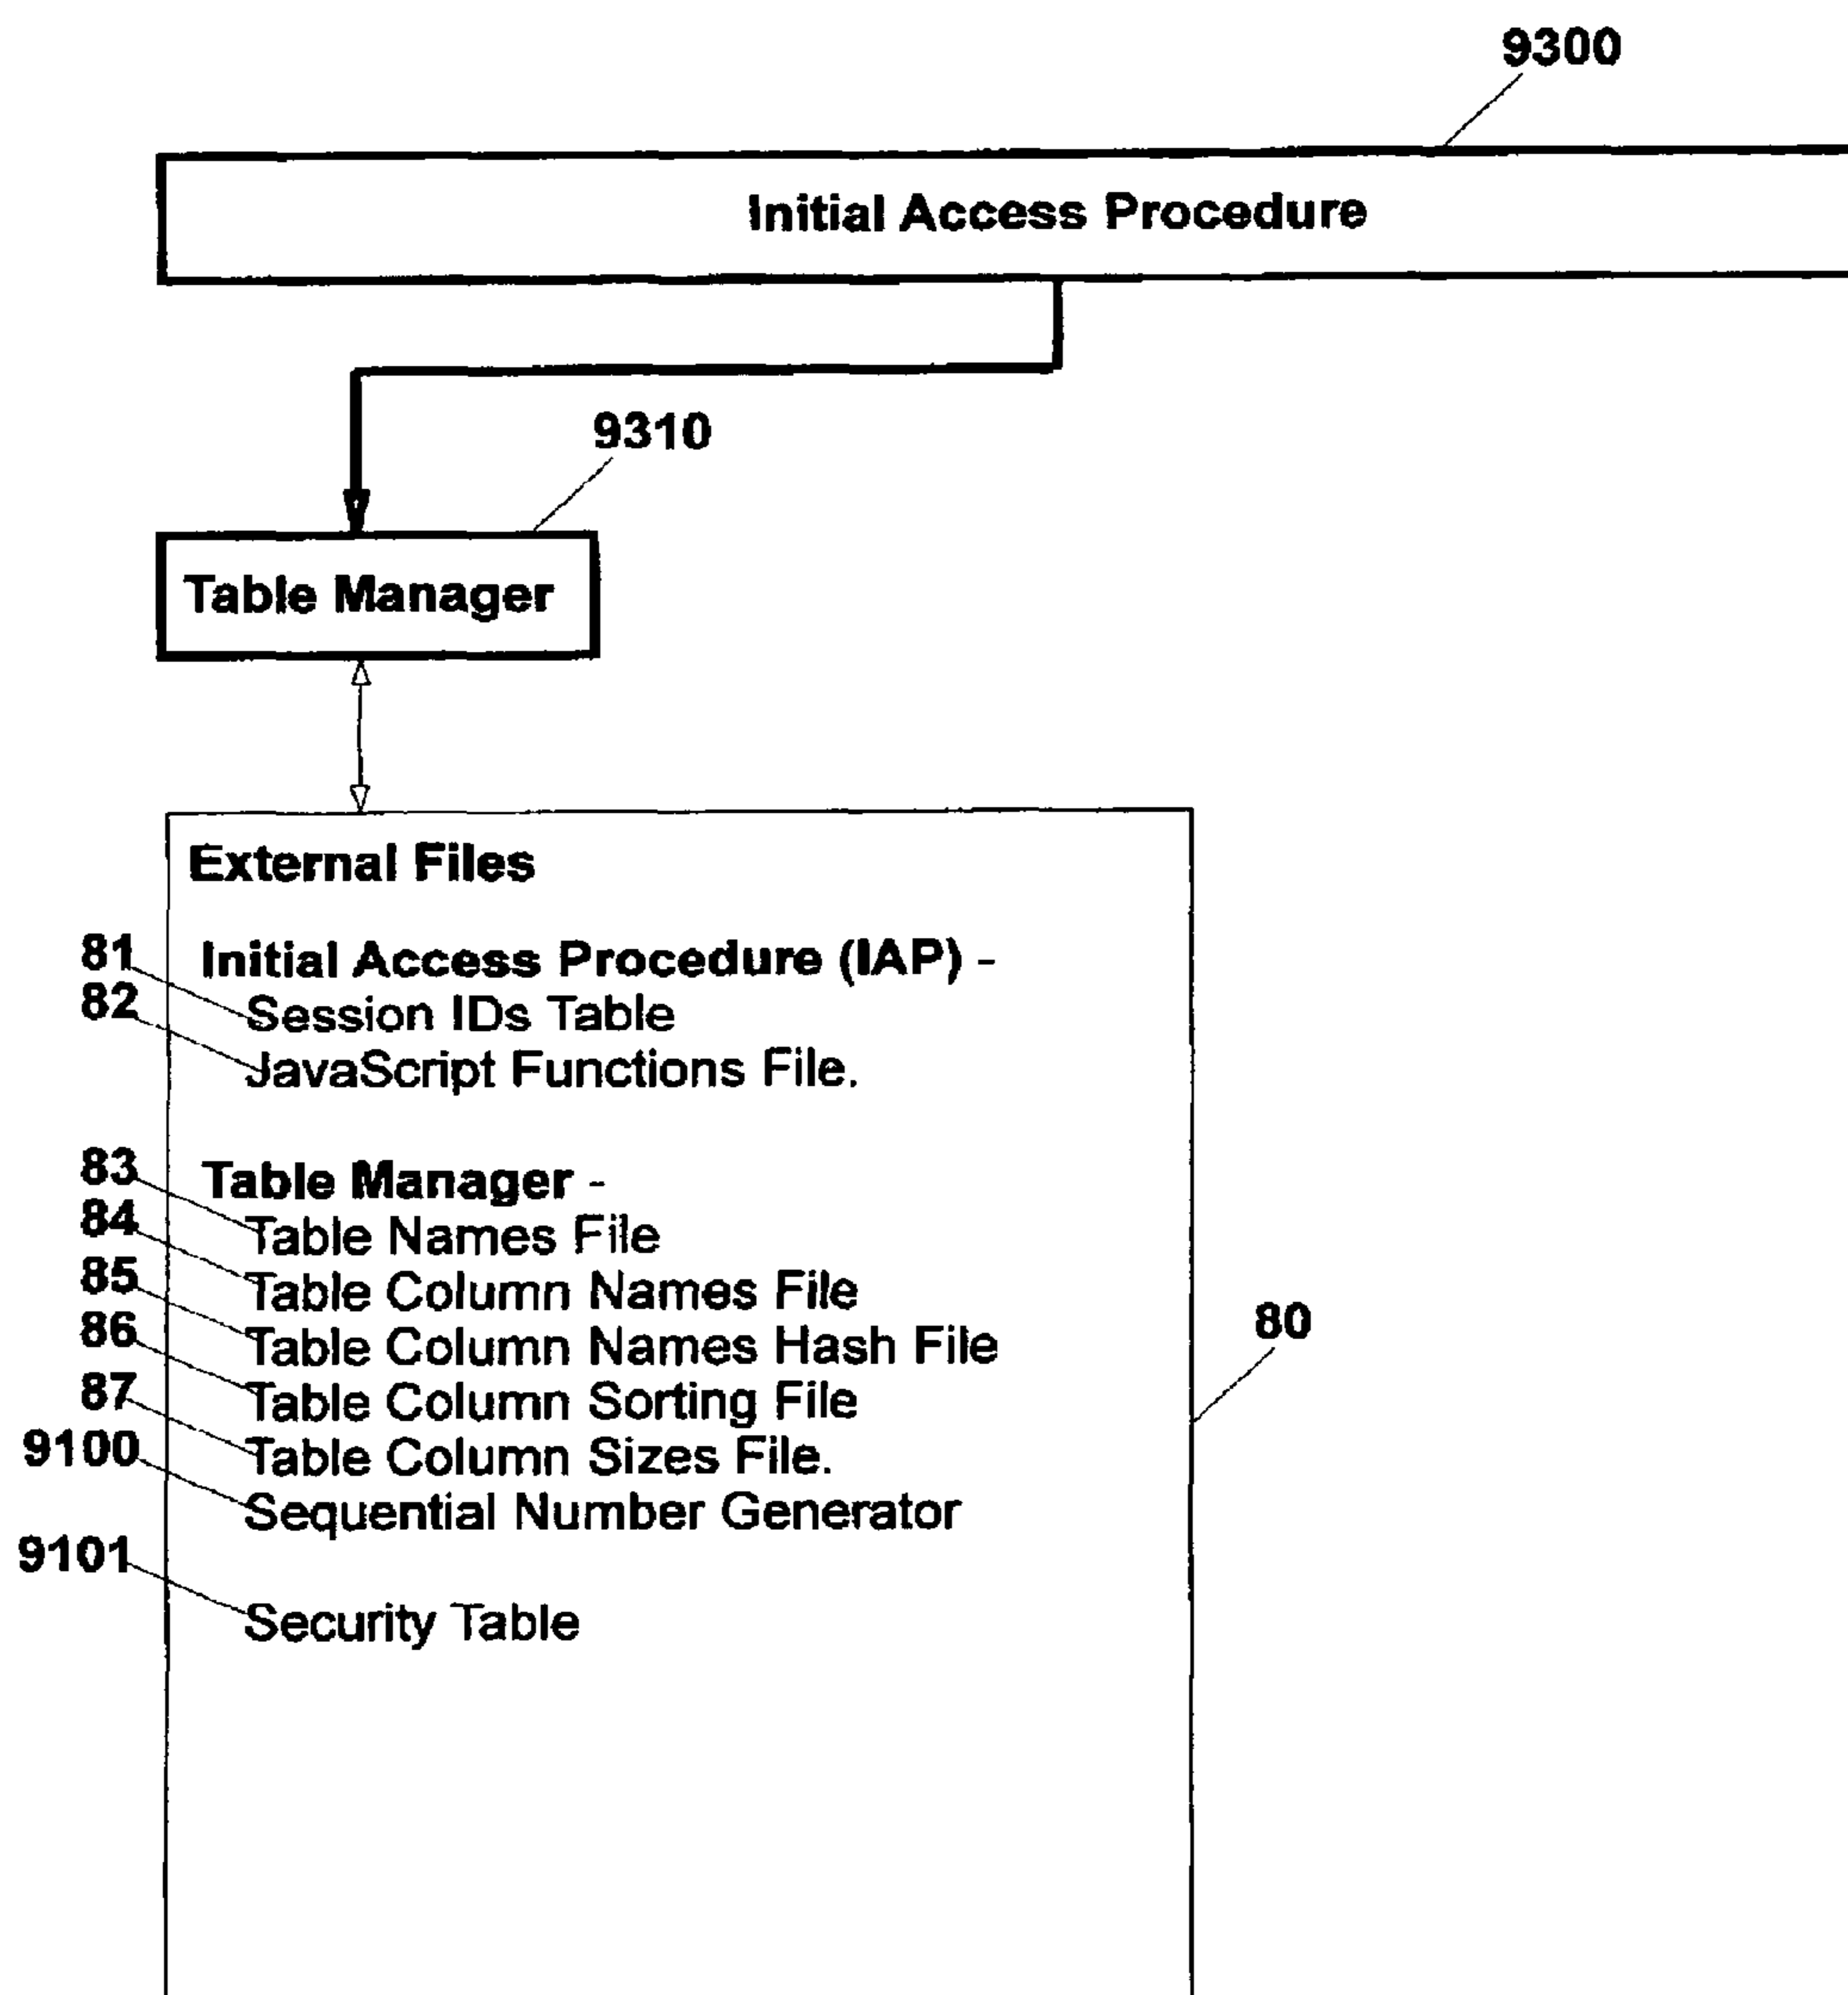 9300
Initial Access Procedure
9310
Table Manager
External Files
81 Initial Access Procedure (IAP) -
82 Session IDs Table
JavaScript Functions File.
83 Table Manager -
84 Table Names File
85 Table Column Names File
86 Table Column Names Hash File
80
87 Table Column Sorting File
9100 Table Column Sizes File.
Sequential Number Generator
9101
Security Table